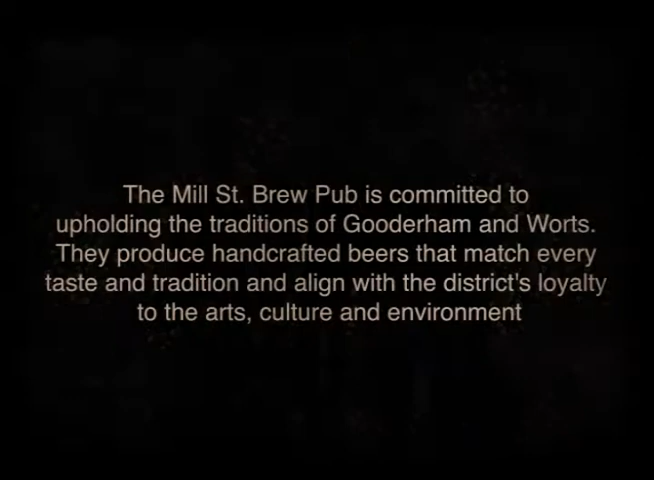 The Mill St. Brew Pub is committed to
upholding the traditions of Gooderham and Worts.
They produce handcrafted beers that match every
taste and tradition and align with the district's loyalty
to the arts, culture and environment